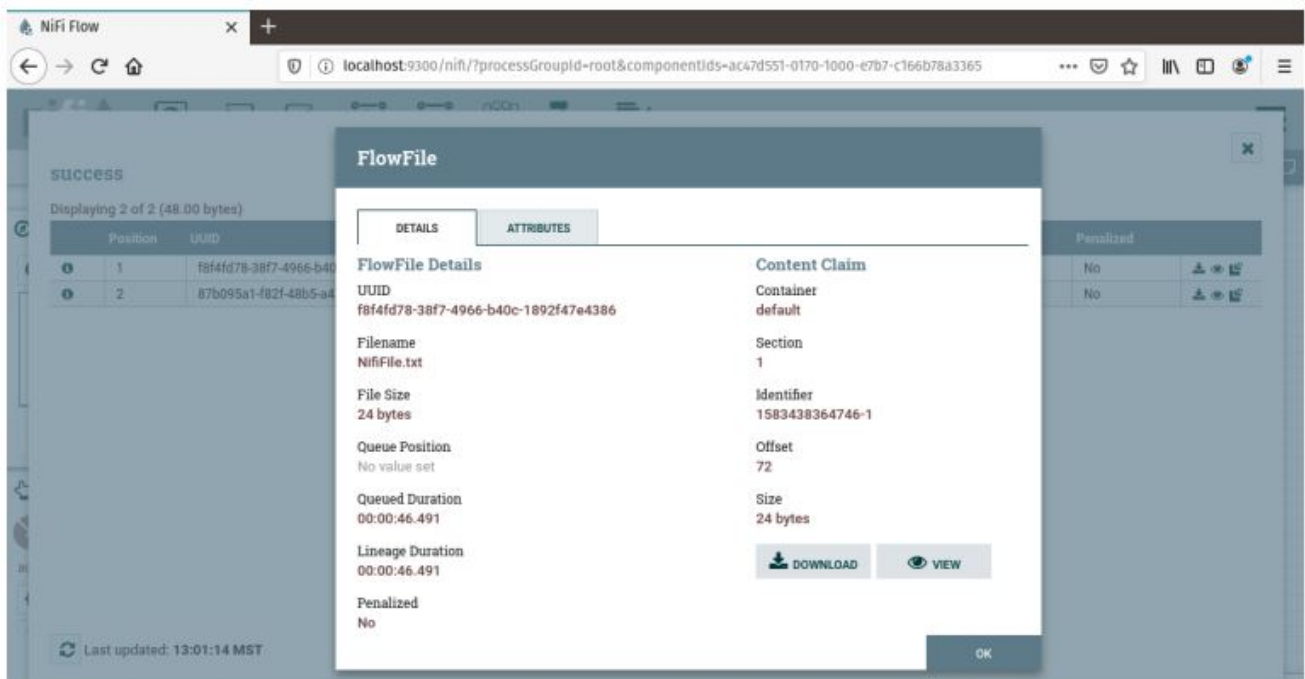 NiFi Flow
localhost:9300/nifi/?processGroupId=root&componentIds=ac47d551-0170-1000-e7b7-c166b78a3365
success
Displaying 2 of 2 (48.00 bytes)
Position UUID Penalized
1 f8f4fd78-38f7-4966-b40 No
2 87b095a1-f82f-48b5-a4 No
FlowFile
DETAILS ATTRIBUTES
FlowFile Details
UUID
f8f4fd78-38f7-4966-b40c-1892f47e4386
Filename
NifiFile.txt
File Size
24 bytes
Queue Position
No value set
Queued Duration
00:00:46.491
Lineage Duration
00:00:46.491
Penalized
No
Content Claim
Container
default
Section
1
Identifier
1583438364746-1
Offset
72
Size
24 bytes
DOWNLOAD VIEW
Last updated: 13:01:14 MST
OK